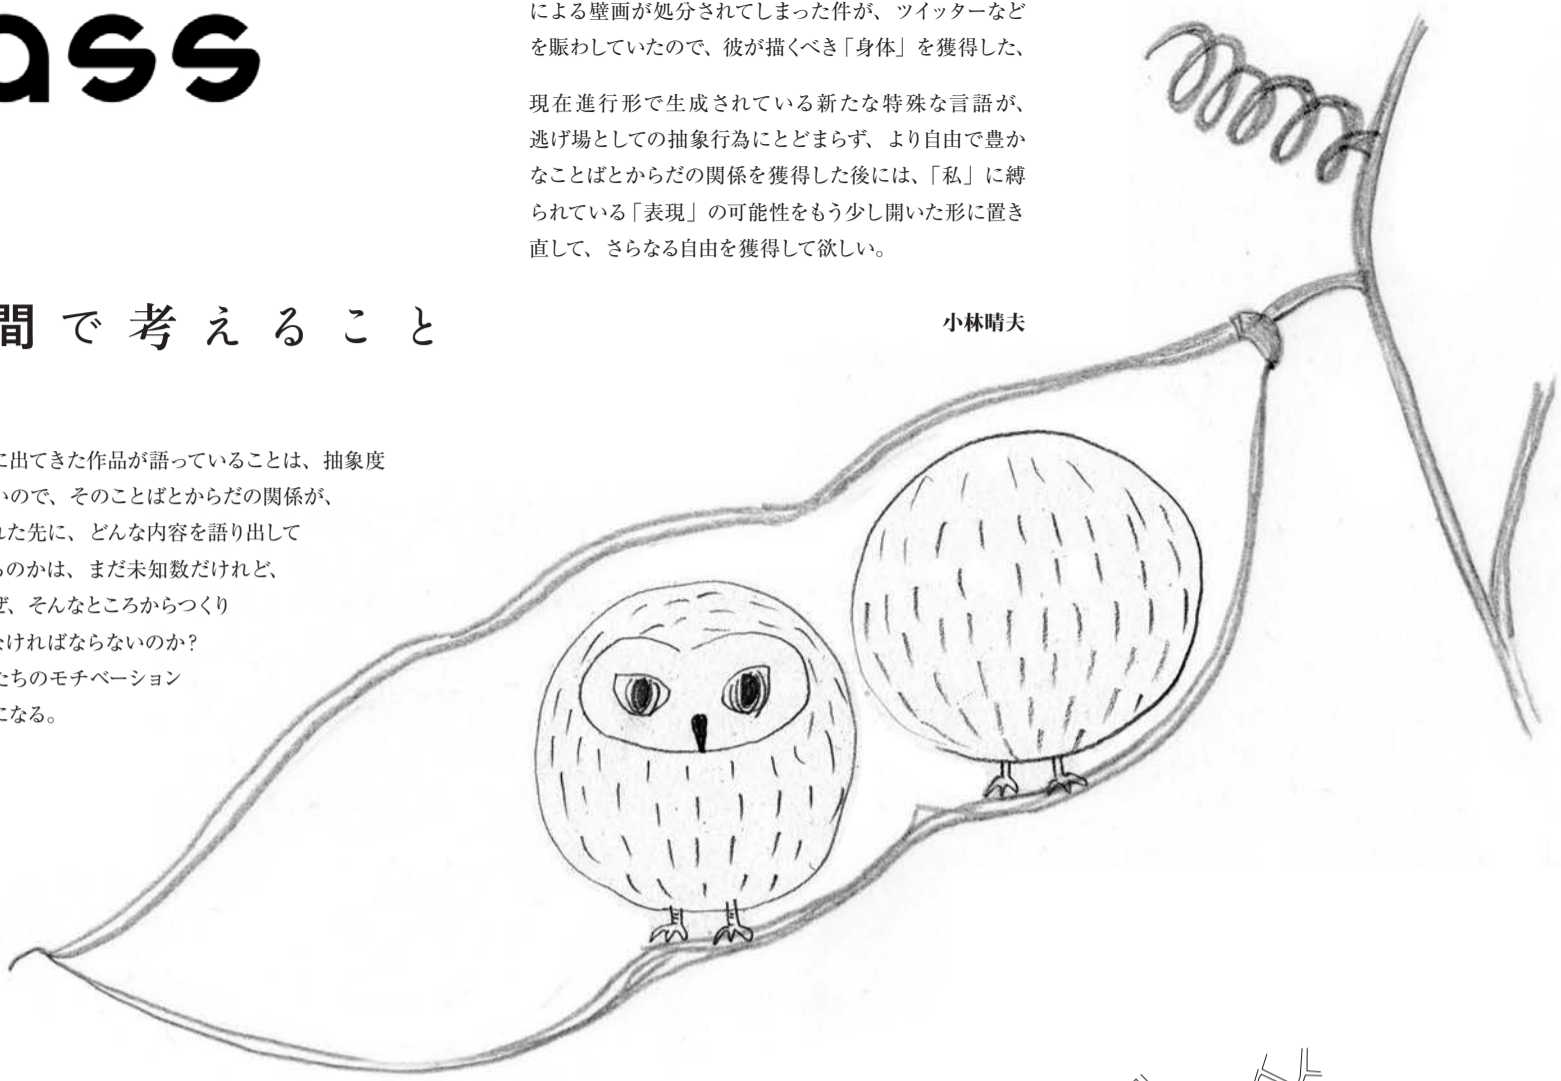 ass
による壁画が処分されてしまった件が、ツイッターなど
を賑わしていたので、彼が描くべき「身体」を獲得した、
現在進行形で生成されている新たな特殊な言語が、
逃げ場としての抽象行為にとどまらず、より自由で豊か
なことばとからだの関係を獲得した後には、「私」に縛
られている「表現」の可能性をもう少し開いた形に置き
直して、さらなる自由を獲得して欲しい。
小林晴夫
間で考えること
に出てきた作品が語っていることは、抽象度
いので、そのことばとからだの関係が、
れた先に、どんな内容を語り出して
るのかは、まだ未知数だけれど、
ぜ、そんなところからつくり
なければならないのか?
たちのモチベーション
になる。